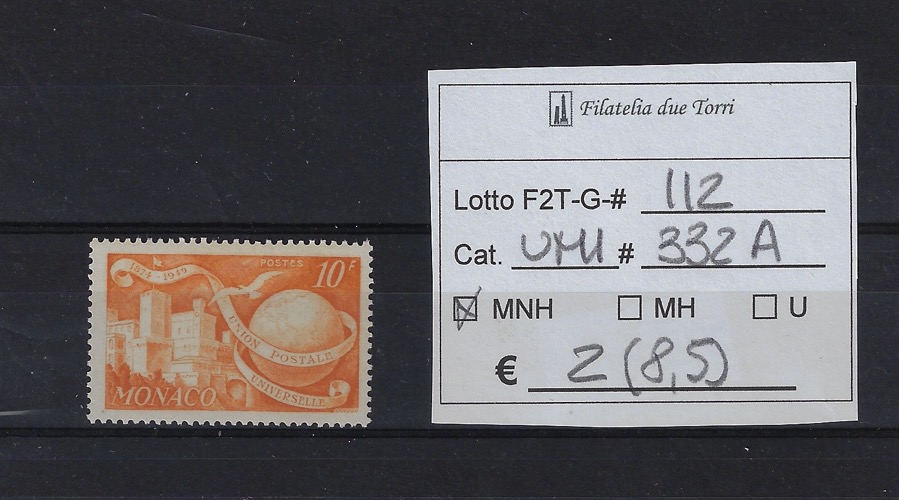 1874 - 1949
POSTES
10F
UNION POSTALE
UNIVERSELLE
MONACO
Filatelia due Torri
Lotto F2T-G-# 112
Cat. # 332 A
MNH MH U
€ 2 (8,5)